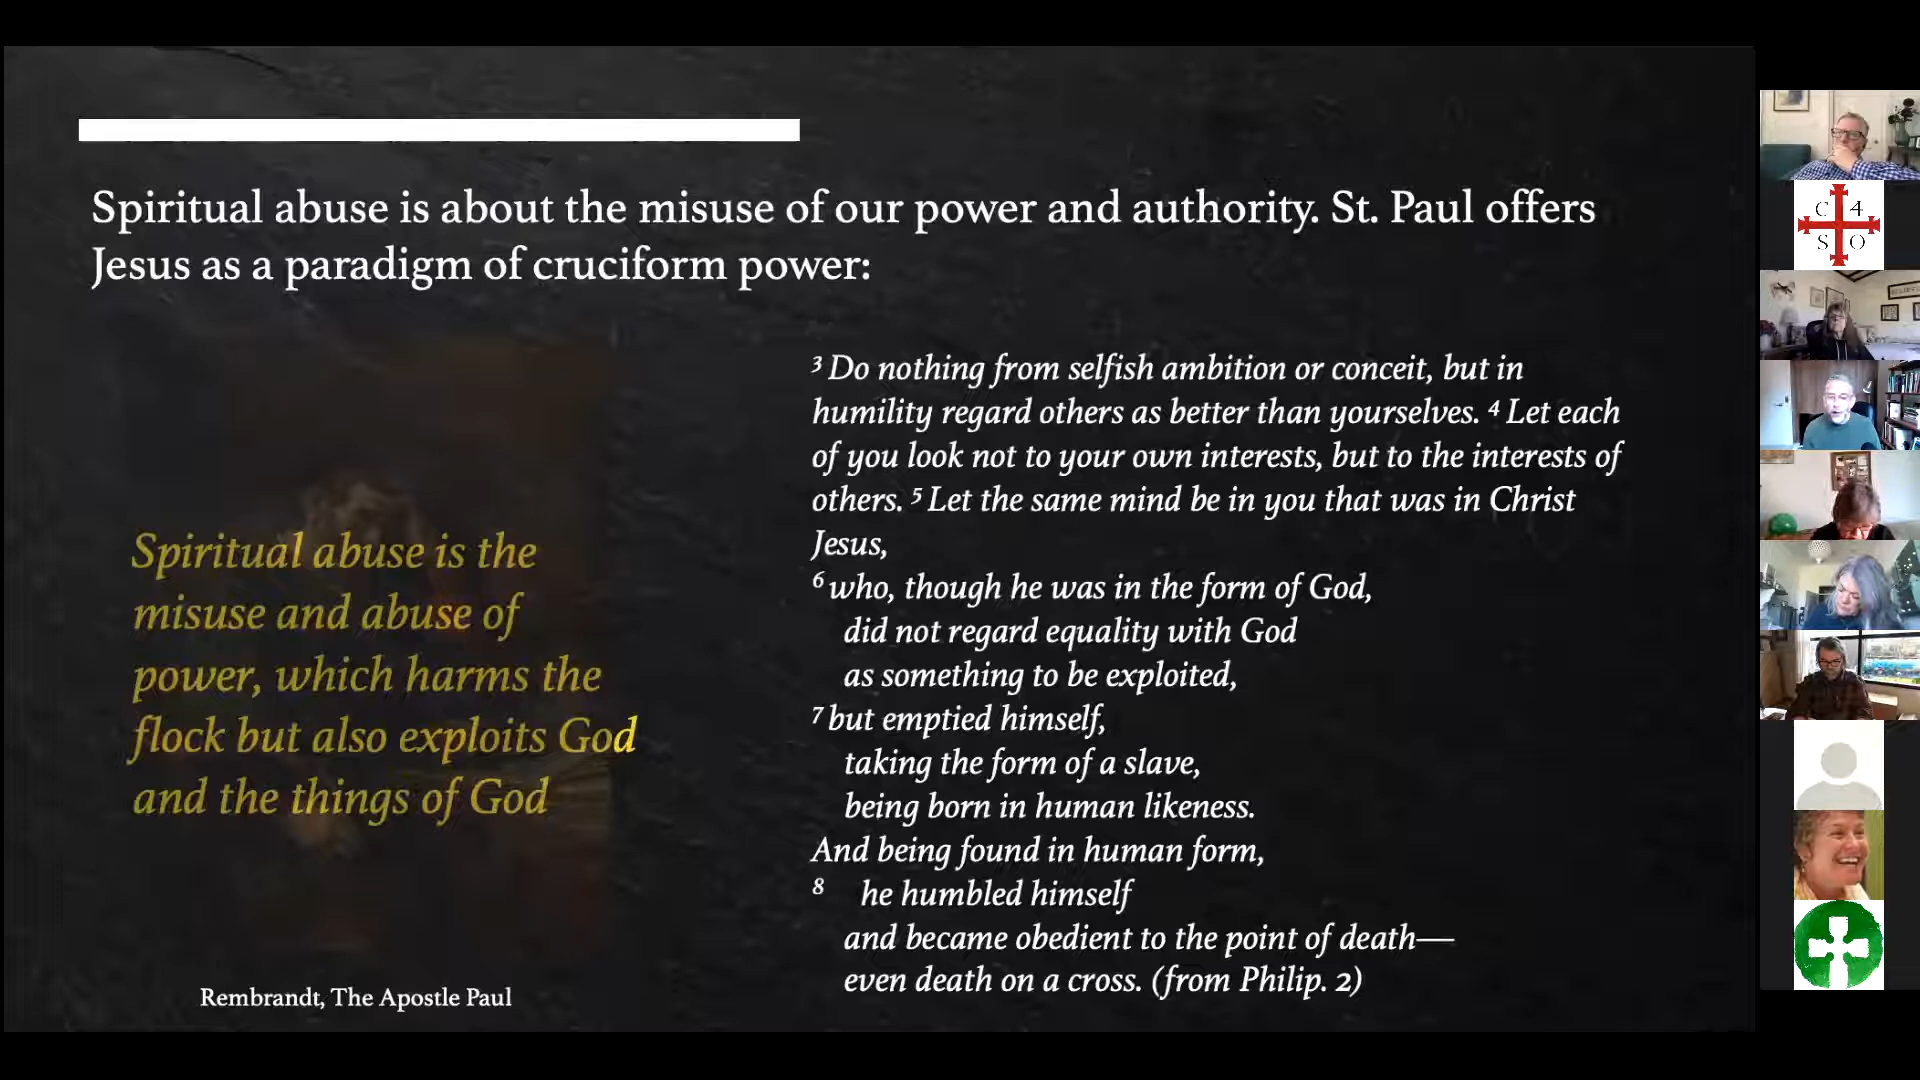 Spiritual abuse is about the misuse of our power and authority. St. Paul offers
Jesus as a paradigm of cruciform power:
Spiritual abuse is the
misuse and abuse of
power, which harms the
flock but also exploits God
and the things of God
Rembrandt, The Apostle Paul
3 Do nothing from selfish ambition or conceit, but in
humility regard others as better than yourselves. 4 Let each
of you look not to your own interests, but to the interests of
others. 5 Let the same mind be in you that was in Christ
Jesus,
6 who, though he was in the form of God,
did not regard equality with God
as something to be exploited,
7 but emptied himself,
taking the form of a slave,
being born in human likeness.
And being found in human form,
8 he humbled himself
and became obedient to the point of death—
even death on a cross. (from Philip. 2)
C 4
S O